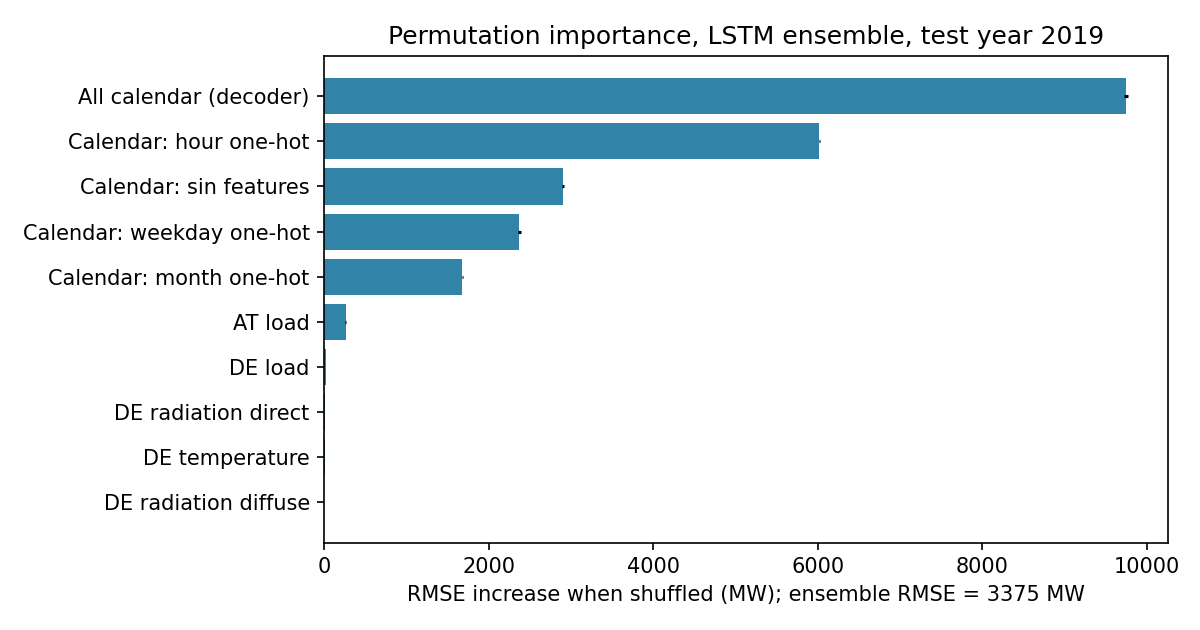 Permutation importance, LSTM ensemble, test year 2019
All calendar (decoder)
Calendar: hour one-hot
Calendar: sin features
Calendar: weekday one-hot
Calendar: month one-hot
AT load
DE load
DE radiation direct
DE temperature
DE radiation diffuse
0 2000 4000 6000 8000 10000
RMSE increase when shuffled (MW); ensemble RMSE = 3375 MW